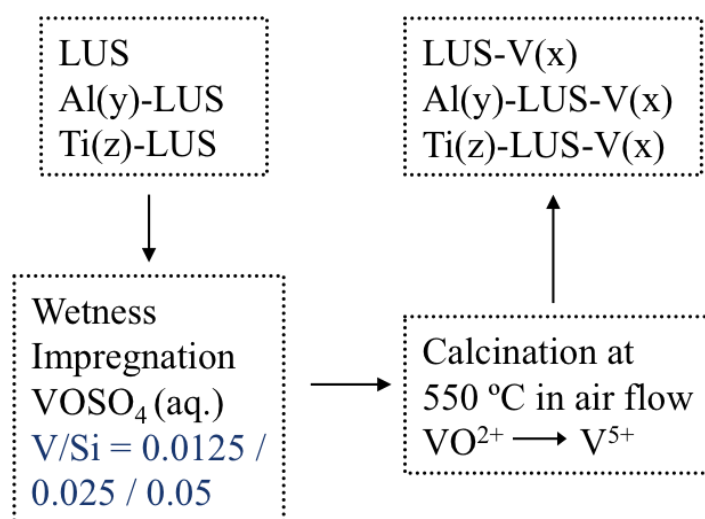 LUS
Al(y)-LUS
Ti(z)-LUS
Wetness
Impregnation
VOSO₄ (aq.)
V/Si = 0.0125 /
0.025 / 0.05
Calcination at
550 ºC in air flow
VO²⁺ ⟶ V⁵⁺
LUS-V(x)
Al(y)-LUS-V(x)
Ti(z)-LUS-V(x)